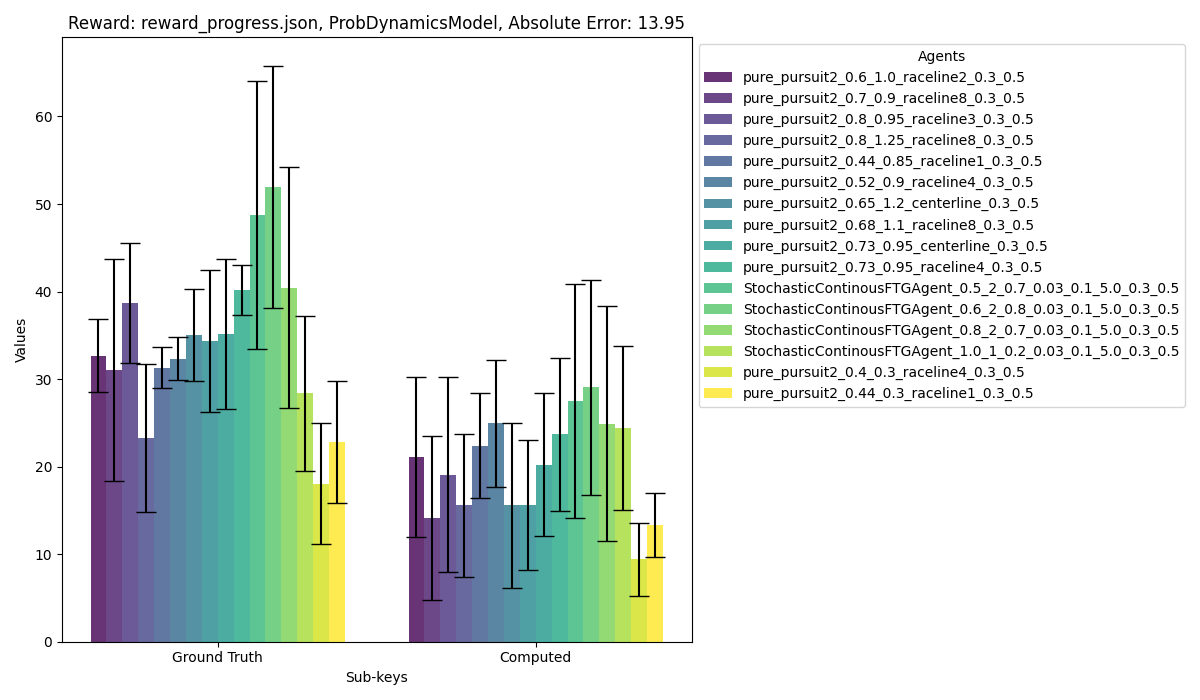 Reward: reward_progress.json, ProbDynamicsModel, Absolute Error: 13.95
Values
60
50
40
30
20
10
0
Ground Truth
Computed
Sub-keys
Agents
pure_pursuit2_0.6_1.0_raceline2_0.3_0.5
pure_pursuit2_0.7_0.9_raceline8_0.3_0.5
pure_pursuit2_0.8_0.95_raceline3_0.3_0.5
pure_pursuit2_0.8_1.25_raceline8_0.3_0.5
pure_pursuit2_0.44_0.85_raceline1_0.3_0.5
pure_pursuit2_0.52_0.9_raceline4_0.3_0.5
pure_pursuit2_0.65_1.2_centerline_0.3_0.5
pure_pursuit2_0.68_1.1_raceline8_0.3_0.5
pure_pursuit2_0.73_0.95_centerline_0.3_0.5
pure_pursuit2_0.73_0.95_raceline4_0.3_0.5
StochasticContinousFTGAgent_0.5_2_0.7_0.03_0.1_5.0_0.3_0.5
StochasticContinousFTGAgent_0.6_2_0.8_0.03_0.1_5.0_0.3_0.5
StochasticContinousFTGAgent_0.8_2_0.7_0.03_0.1_5.0_0.3_0.5
StochasticContinousFTGAgent_1.0_1_0.2_0.03_0.1_5.0_0.3_0.5
pure_pursuit2_0.4_0.3_raceline4_0.3_0.5
pure_pursuit2_0.44_0.3_raceline1_0.3_0.5